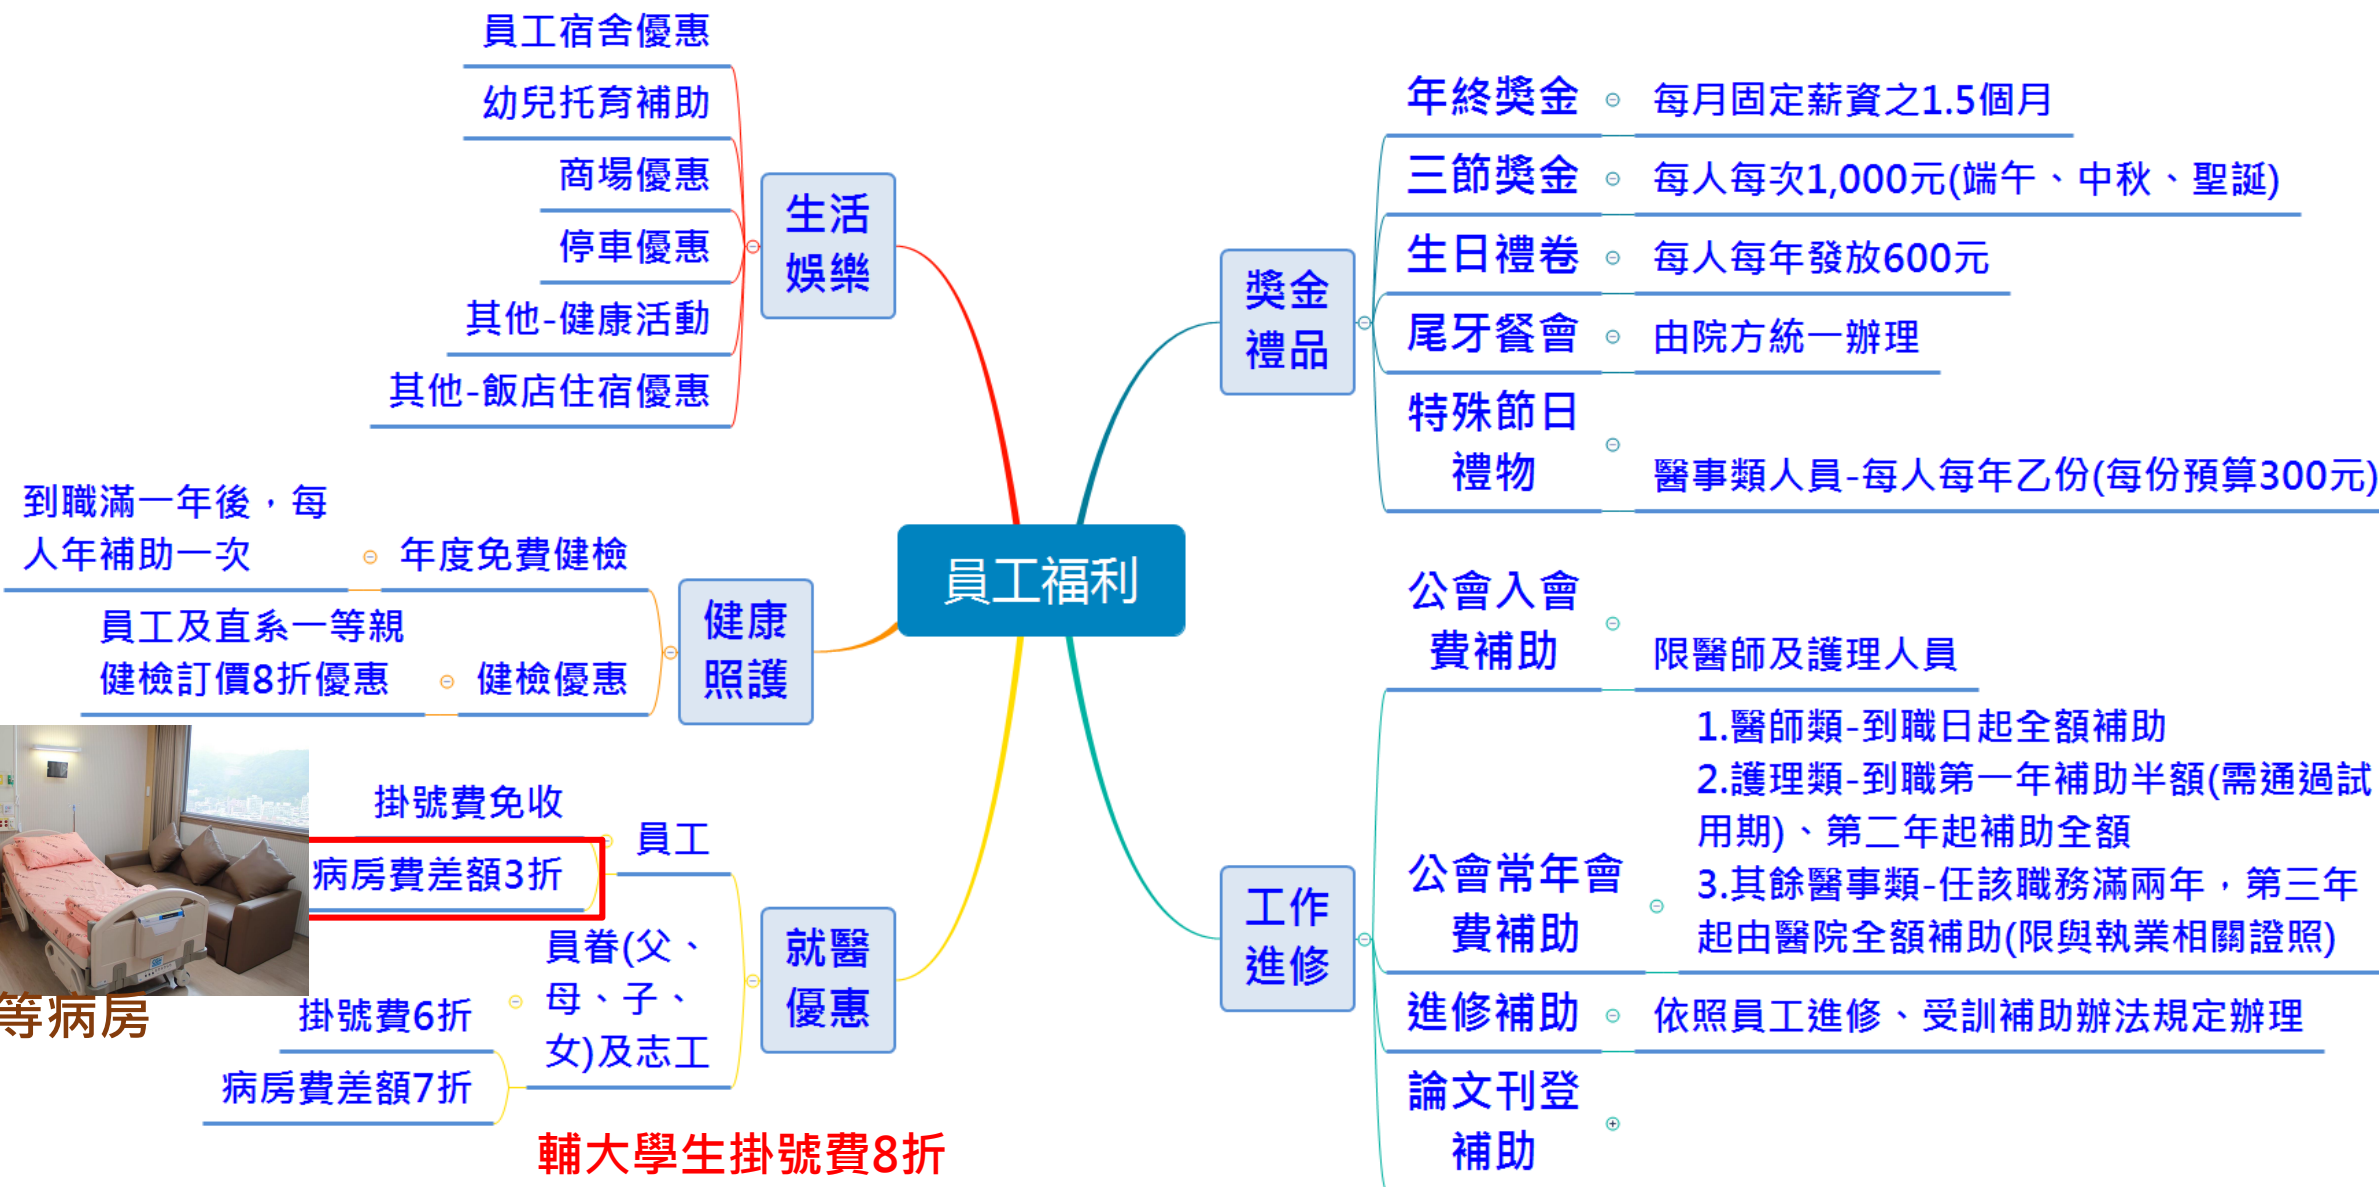 員工福利
生活
娛樂
員工宿舍優惠
幼兒托育補助
商場優惠
停車優惠
其他-健康活動
其他-飯店住宿優惠
健康
照護
年度免費健檢
到職滿一年後，每
人年補助一次
健檢優惠
員工及直系一等親
健檢訂價8折優惠
就醫
優惠
員工
掛號費免收
病房費差額3折
員眷(父、
母、子、
女)及志工
掛號費6折
病房費差額7折
等病房
輔大學生掛號費8折
獎金
禮品
年終獎金
每月固定薪資之1.5個月
三節獎金
每人每次1,000元(端午、中秋、聖誕)
生日禮卷
每人每年發放600元
尾牙餐會
由院方統一辦理
特殊節日
禮物
醫事類人員-每人每年乙份(每份預算300元)
工作
進修
公會入會
費補助
限醫師及護理人員
公會常年會
費補助
1.醫師類-到職日起全額補助
2.護理類-到職第一年補助半額(需通過試
用期)、第二年起補助全額
3.其餘醫事類-任該職務滿兩年，第三年
起由醫院全額補助(限與執業相關證照)
進修補助
依照員工進修、受訓補助辦法規定辦理
論文刊登
補助